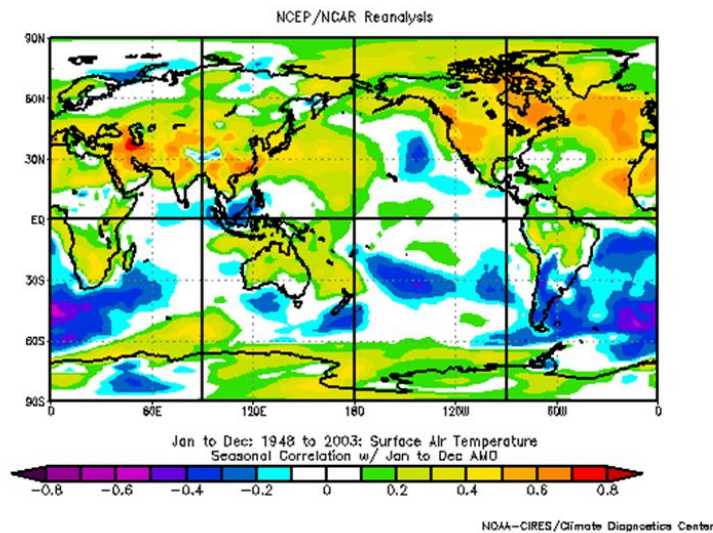 NCEP/NCAR Reanalysis
90N
60N
30N
EQ
30S
60S
90S
0 60E 120E 180 120W 60W 0
Jan to Dec: 1948 to 2003: Surface Air Temperature
Seasonal Correlation w/ Jan to Dec AMO
-0.8 -0.6 -0.4 -0.2 0 0.2 0.4 0.6 0.8
NOAA-CIRES/Climate Diagnostics Center